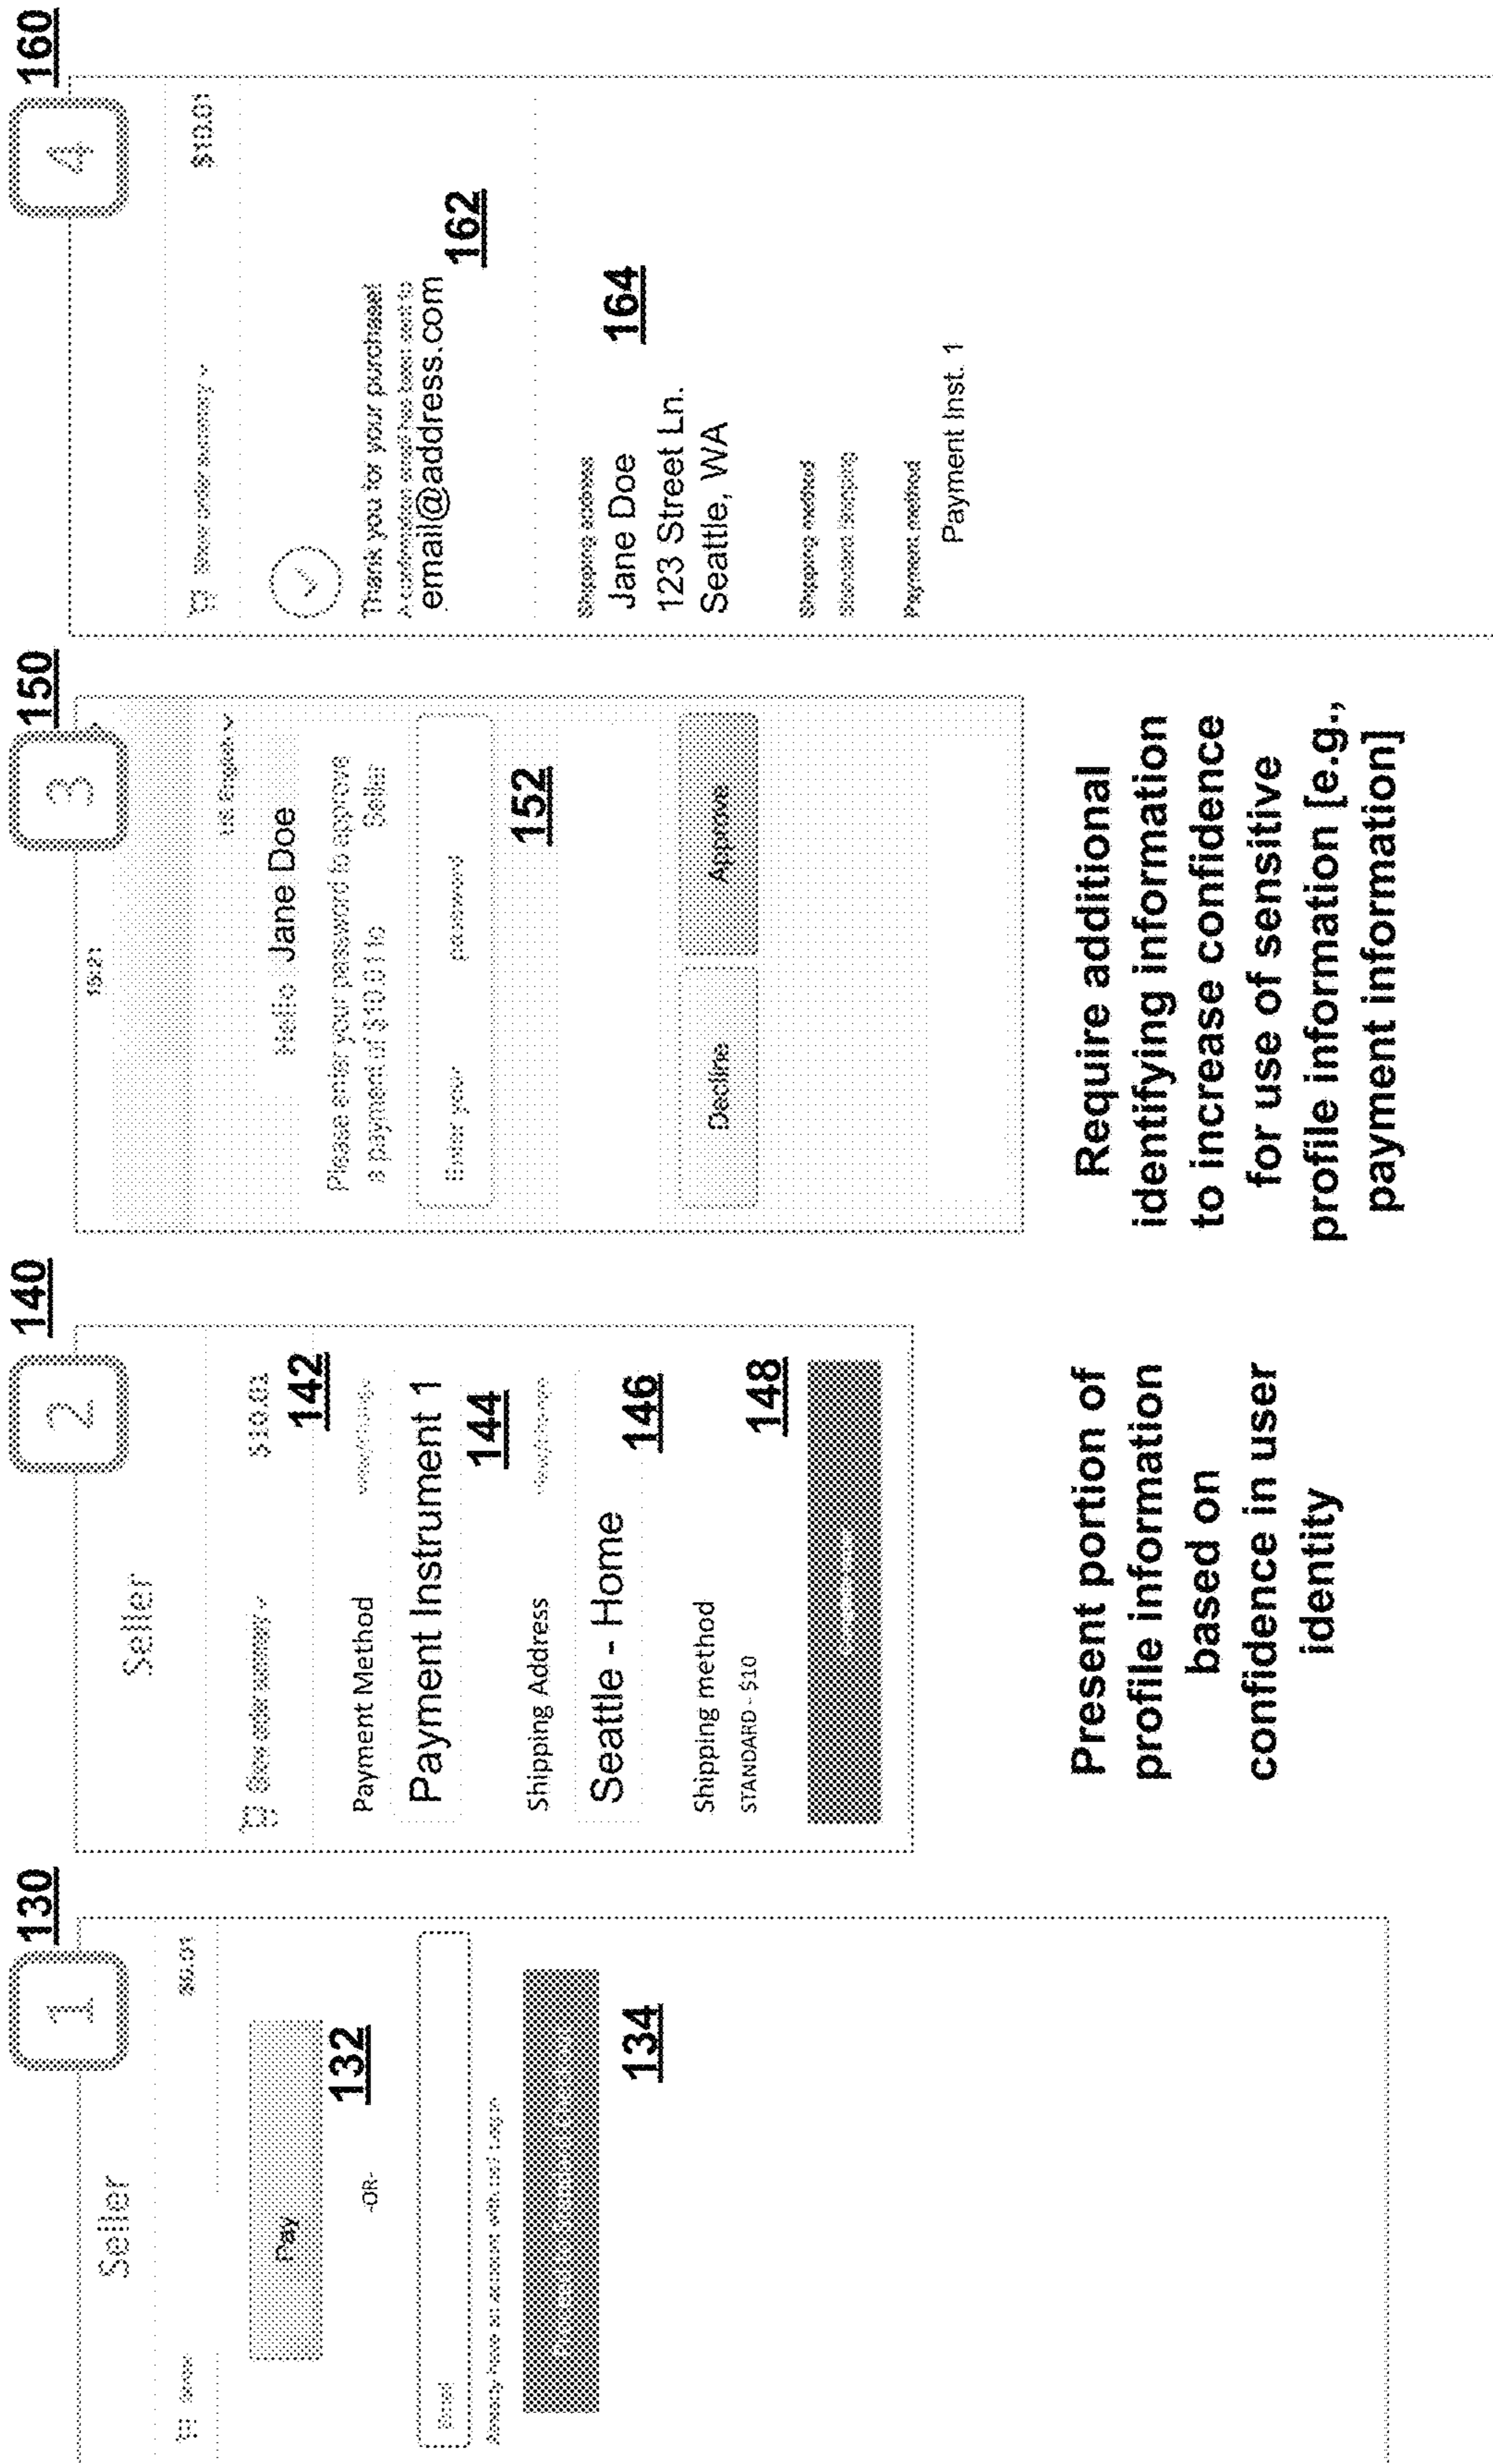 130
1
Seller
$0.01
Pay
132
-OR-
Email
134
140
2
Seller
Show order summary
$10.01
142
Payment Method
view/change
Payment Instrument 1
144
Shipping Address
view/change
Seattle - Home
146
Shipping method
STANDARD - $10
148
Present portion of
profile information
based on
confidence in user
identity
150
3
15:21
US English
Hello Jane Doe
Please enter your password to approve
a payment of $10.01 to Seller
Enter your password
152
Decline
Approve
Require additional
identifying information
to increase confidence
for use of sensitive
profile information [e.g.,
payment information]
160
4
Show order summary
$10.01
Thank you for your purchase!
A confirmation email has been sent to
email@address.com
162
Shipping address
164
Jane Doe
123 Street Ln.
Seattle, WA
Shipping method
Standard Shipping
Payment method
Payment Inst. 1